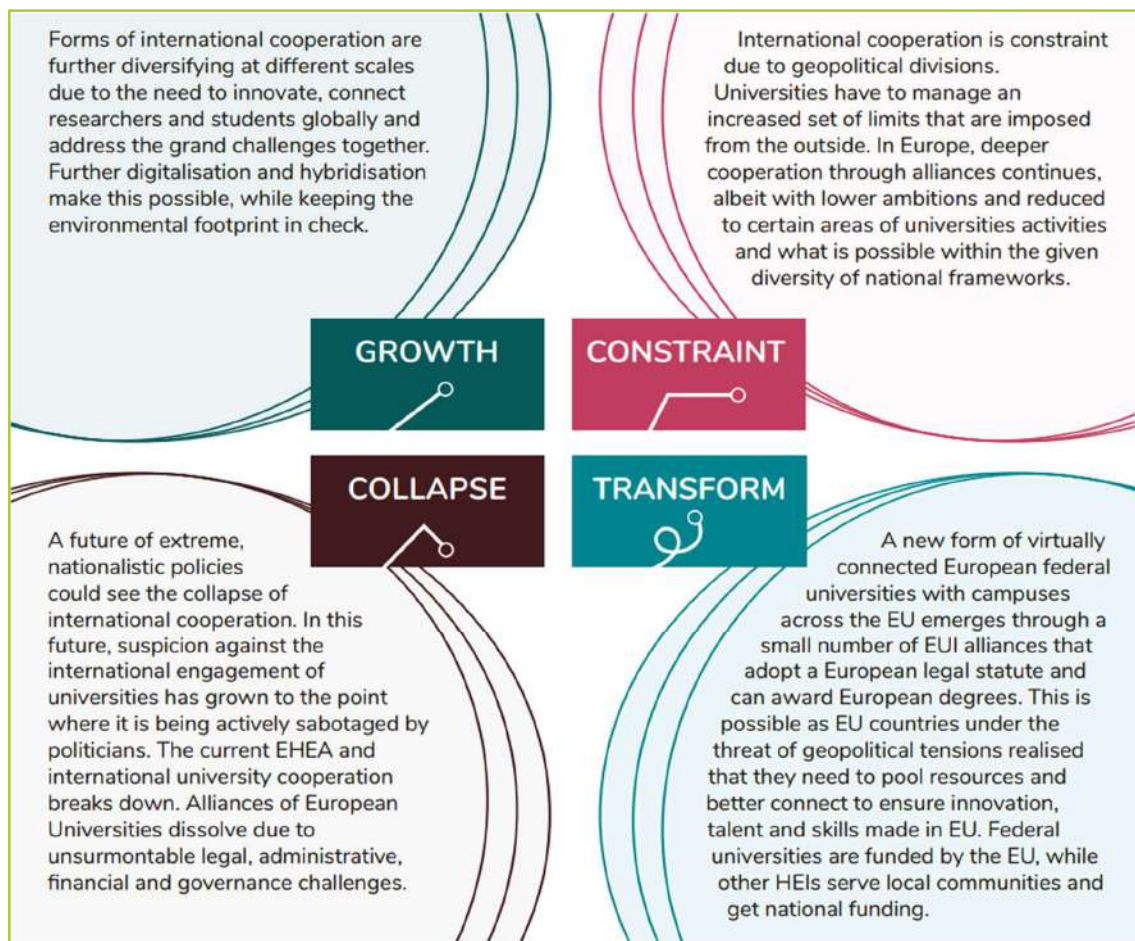 Forms of international cooperation are
further diversifying at different scales
due to the need to innovate, connect
researchers and students globally and
address the grand challenges together.
Further digitalisation and hybridisation
make this possible, while keeping the
environmental footprint in check.
GROWTH
International cooperation is constraint
due to geopolitical divisions.
Universities have to manage an
increased set of limits that are imposed
from the outside. In Europe, deeper
cooperation through alliances continues,
albeit with lower ambitions and reduced
to certain areas of universities activities
and what is possible within the given
diversity of national frameworks.
CONSTRAINT
COLLAPSE
A future of extreme,
nationalistic policies
could see the collapse of
international cooperation. In this
future, suspicion against the
international engagement of
universities has grown to the point
where it is being actively sabotaged by
politicians. The current EHEA and
international university cooperation
breaks down. Alliances of European
Universities dissolve due to
unsurmontable legal, administrative,
financial and governance challenges.
TRANSFORM
A new form of virtually
connected European federal
universities with campuses
across the EU emerges through a
small number of EUI alliances that
adopt a European legal statute and
can award European degrees. This is
possible as EU countries under the
threat of geopolitical tensions realised
that they need to pool resources and
better connect to ensure innovation,
talent and skills made in EU. Federal
universities are funded by the EU, while
other HEIs serve local communities and
get national funding.